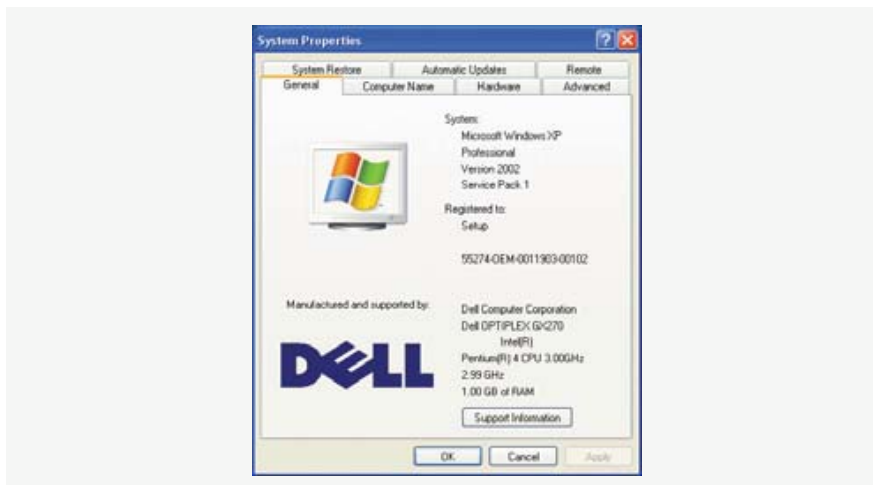 System Properties
System Restore
Automatic Updates
Remote
General
Computer Name
Hardware
Advanced
System:
Microsoft Windows XP
Professional
Version 2002
Service Pack 1
Registered to:
Setup
55274-OEM-0011903-00102
Manufactured and supported by:
DELL
Dell Computer Corporation
Dell OPTIPLEX GX270
Intel(R)
Pentium(R) 4 CPU 3.00GHz
2.99 GHz
1.00 GB of RAM
Support Information
OK
Cancel
Apply